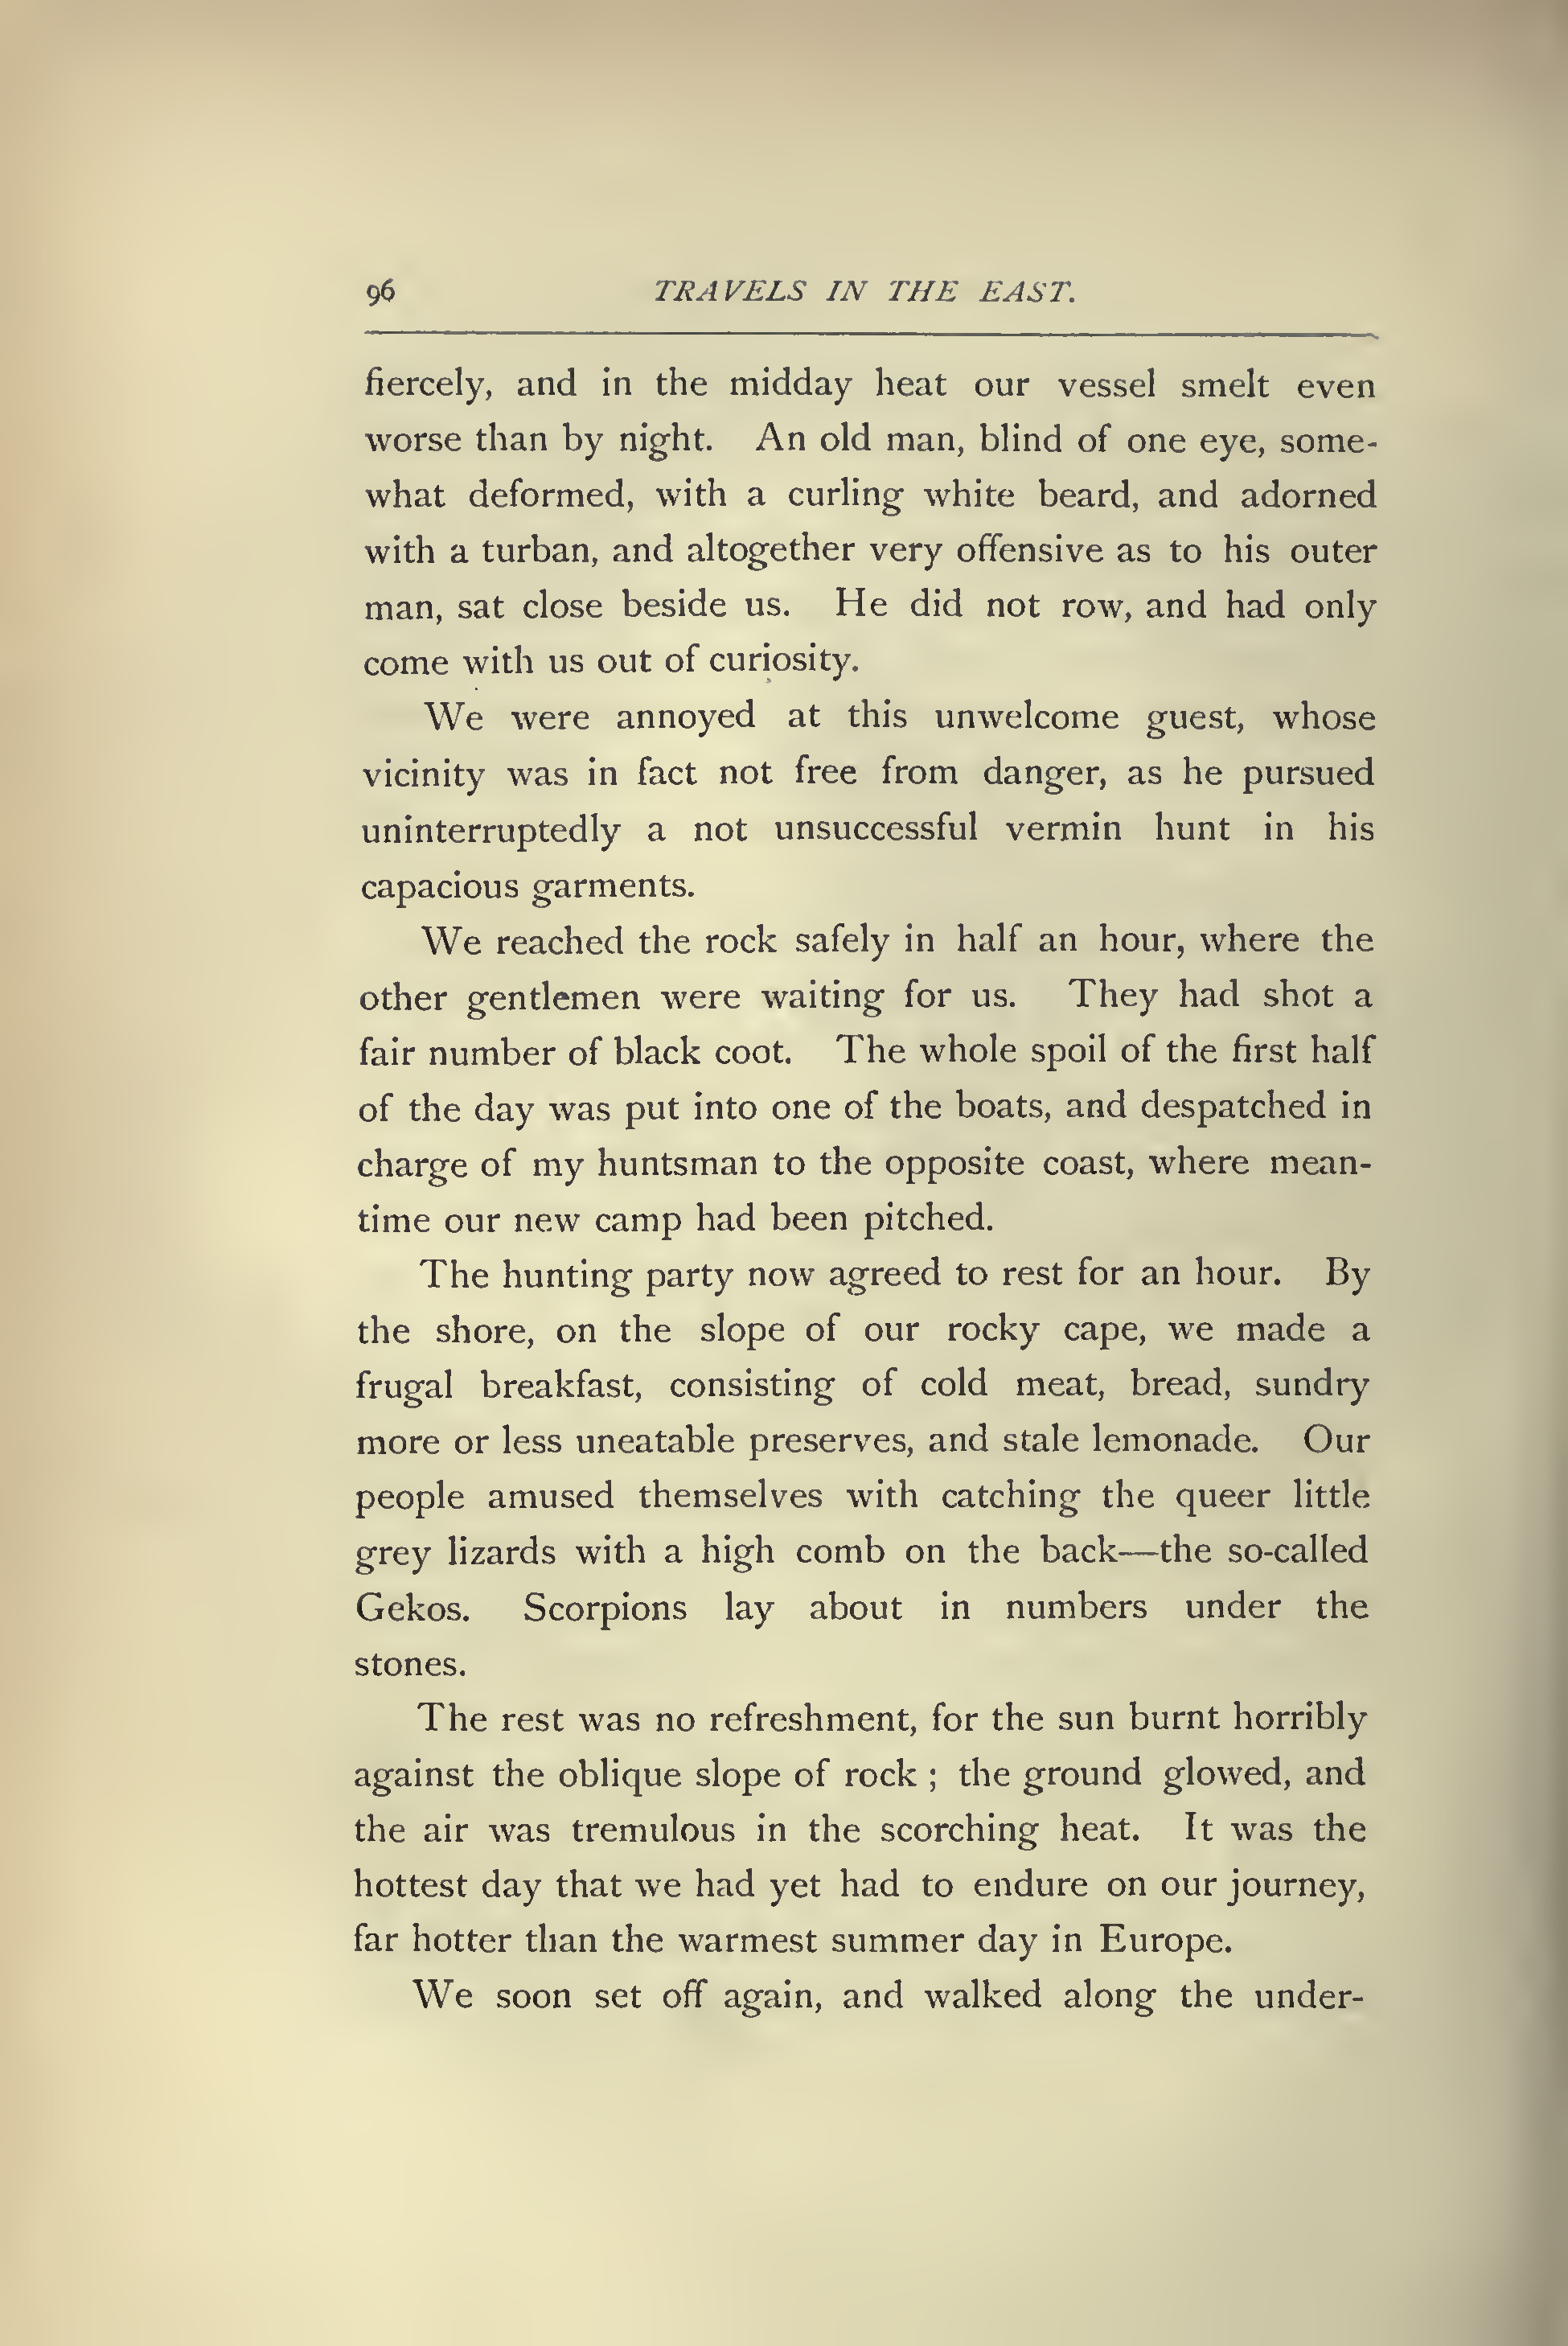 96 TRAVELS IN THE EAST.
fiercely, and in the midday heat our vessel smelt even
worse than by night. An old man, blind of one eye, some-
what deformed, with a curling white beard, and adorned
with a turban, and altogether very offensive as to his outer
man, sat close beside us. He did not row, and had only
come with us out of curiosity.
We were annoyed at this unwelcome guest, whose
vicinity was in fact not free from danger, as he pursued
uninterruptedly a not unsuccessful vermin hunt in his
capacious garments.
We reached the rock safely in half an hour, where the
other gentlemen were waiting for us. They had shot a
fair number of black coot. The whole spoil of the first half
of the day was put into one of the boats, and despatched in
charge of my huntsman to the opposite coast, where mean-
time our new camp had been pitched.
The hunting party now agreed to rest for an hour. By
the shore, on the slope of our rocky cape, we made a
frugal breakfast, consisting of cold meat, bread, sundry
more or less uneatable preserves, and stale lemonade. Our
people amused themselves with catching the queer little
grey lizards with a high comb on the back—the so-called
Gekos. Scorpions lay about in numbers under the
stones.
The rest was no refreshment, for the sun burnt horribly
against the oblique slope of rock ; the ground glowed, and
the air was tremulous in the scorching heat. It was the
hottest day that we had yet had to endure on our journey,
far hotter than the warmest summer day in Europe.
We soon set off again, and walked along the under-